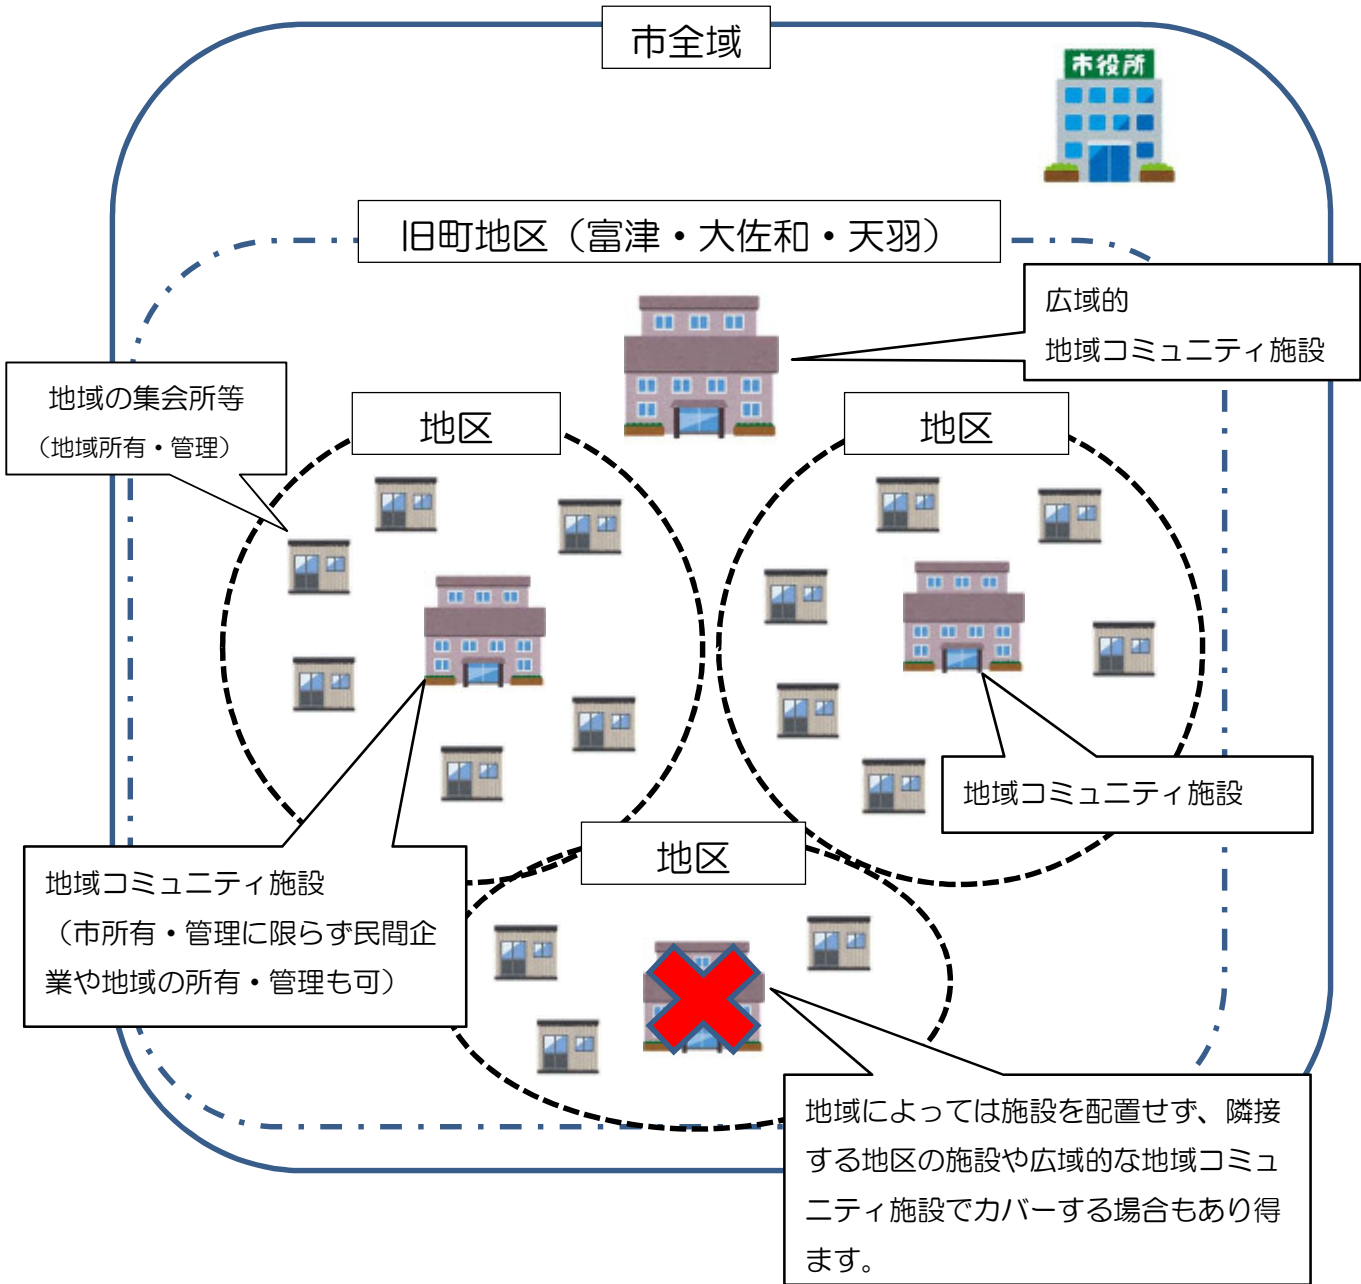 市全域
市役所
旧町地区（富津・大佐和・天羽）
広域的
地域コミュニティ施設
地域の集会所等
（地域所有・管理）
地区
地区
地域コミュニティ施設
地区
地域コミュニティ施設
（市所有・管理に限らず民間企
業や地域の所有・管理も可）
地域によっては施設を配置せず、隣接
する地区の施設や広域的な地域コミュ
ニティ施設でカバーする場合もあり得
ます。